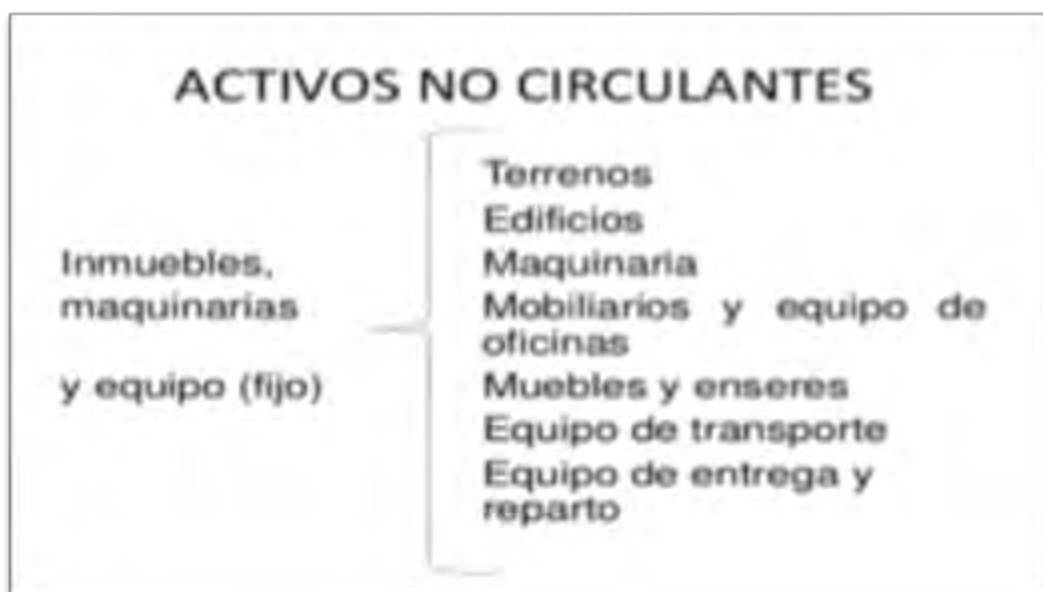 ACTIVOS NO CIRCULANTES
Inmuebles,
maquinarias
y equipo (fijo)
Terrenos
Edificios
Maquinaria
Mobiliarios y equipo de
oficinas
Muebles y enseres
Equipo de transporte
Equipo de entrega y
reparto